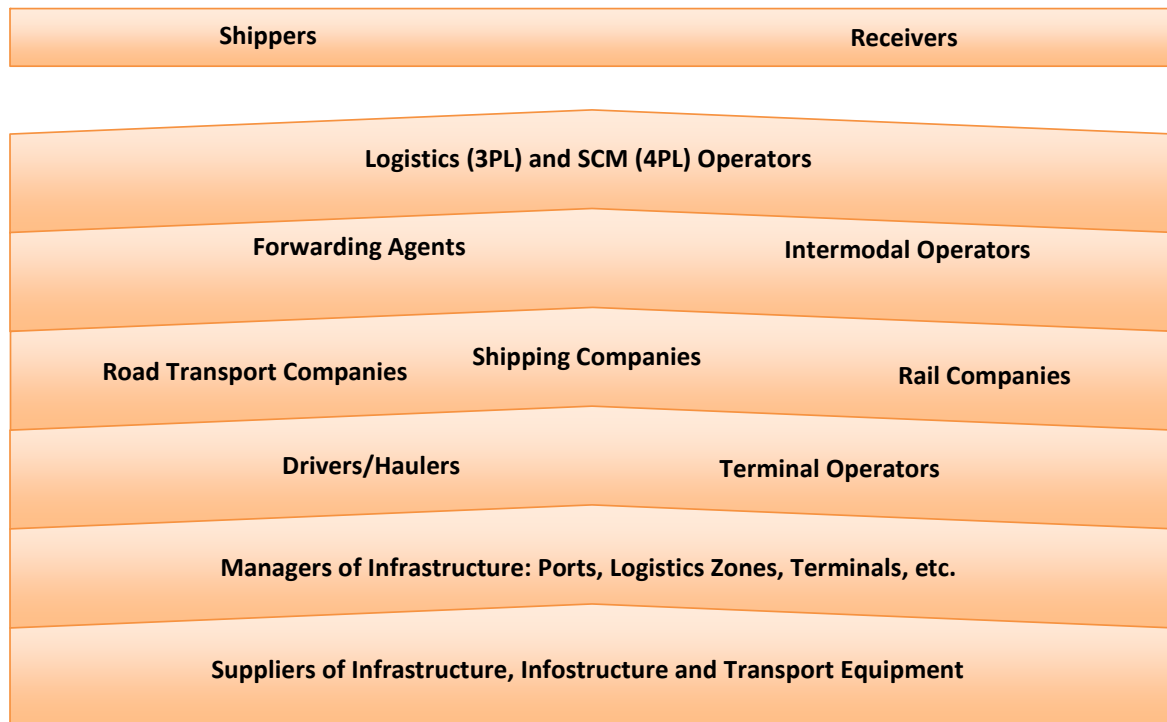 Shippers
Receivers
Logistics (3PL) and SCM (4PL) Operators
Forwarding Agents
Intermodal Operators
Road Transport Companies
Shipping Companies
Rail Companies
Drivers/Haulers
Terminal Operators
Managers of Infrastructure: Ports, Logistics Zones, Terminals, etc.
Suppliers of Infrastructure, Infostructure and Transport Equipment